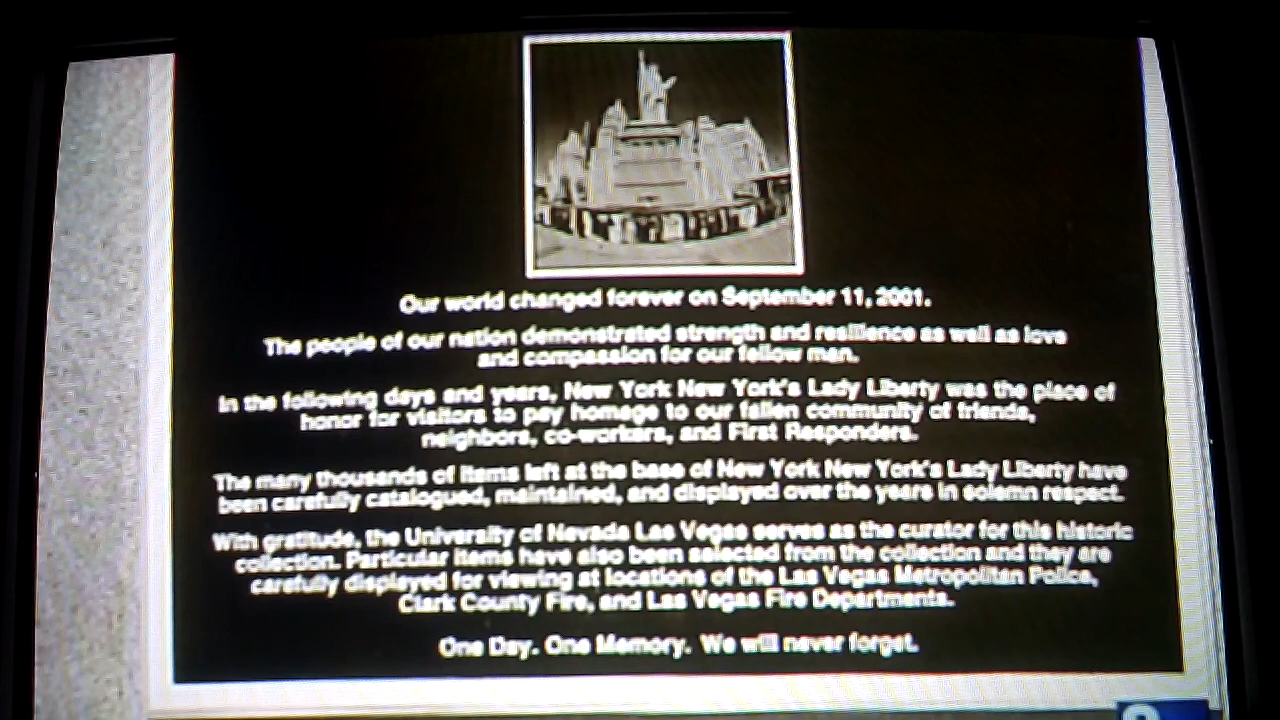 Our world changed forever on September 11, 2001.
The people of our nation demonstrated strength and resilience as well as love
and compassion for our fellow man.
In the following days and years, New York New York's Lady Liberty was the place of
honor for visitors to pay homage to our fallen community of friends,
neighbors, co-workers, and First Responders.
The many thousands of items left at the base of New York New York's Lady Liberty have
been carefully catalogued, maintained, and displayed over the years in solemn respect.
With gratitude, the University of Nevada Las Vegas serves as the curator for this historic
collection. Particular items have also been selected from the collection and they are
carefully displayed for viewing at locations of the Las Vegas Metropolitan Police,
Clark County Fire, and Las Vegas Fire Departments.
One Day. One Memory. We will never forget.